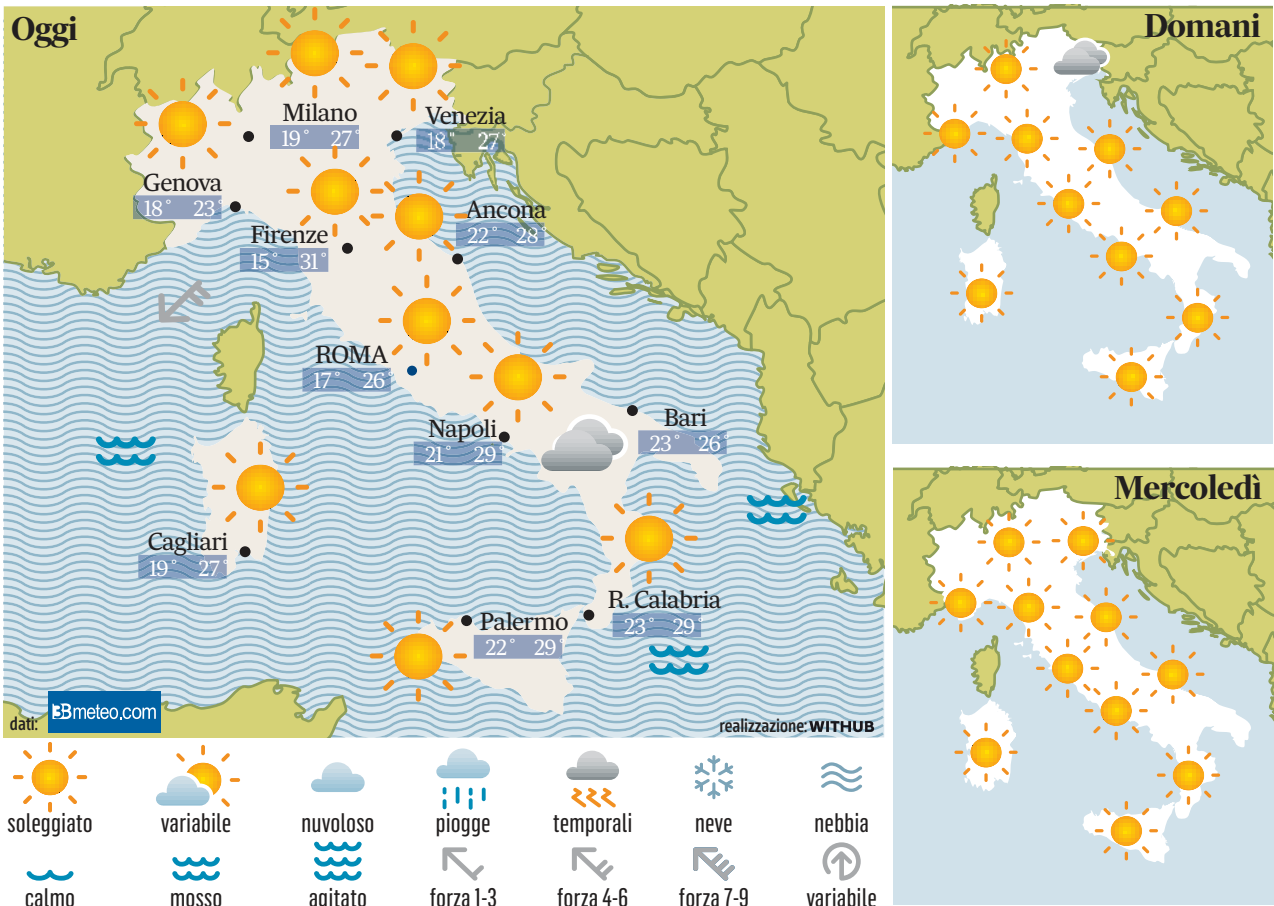 Oggi
Milano
19° 27°
Venezia
18" 27°
Genova
18° 23°
Firenze
15° 31°
Ancona
22° 28°
ROMA
17° 26°
Napoli
21° 29°
Bari
23° 26°
Cagliari
19° 27°
Palermo
22° 29°
R. Calabria
23° 29°
dati: 3Bmeteo.com
realizzazione: WITHUB
Domani
Mercoledì
soleggiato variabile nuvoloso piogge temporali neve nebbia
calmo mosso agitato forza 1-3 forza 4-6 forza 7-9 variabile